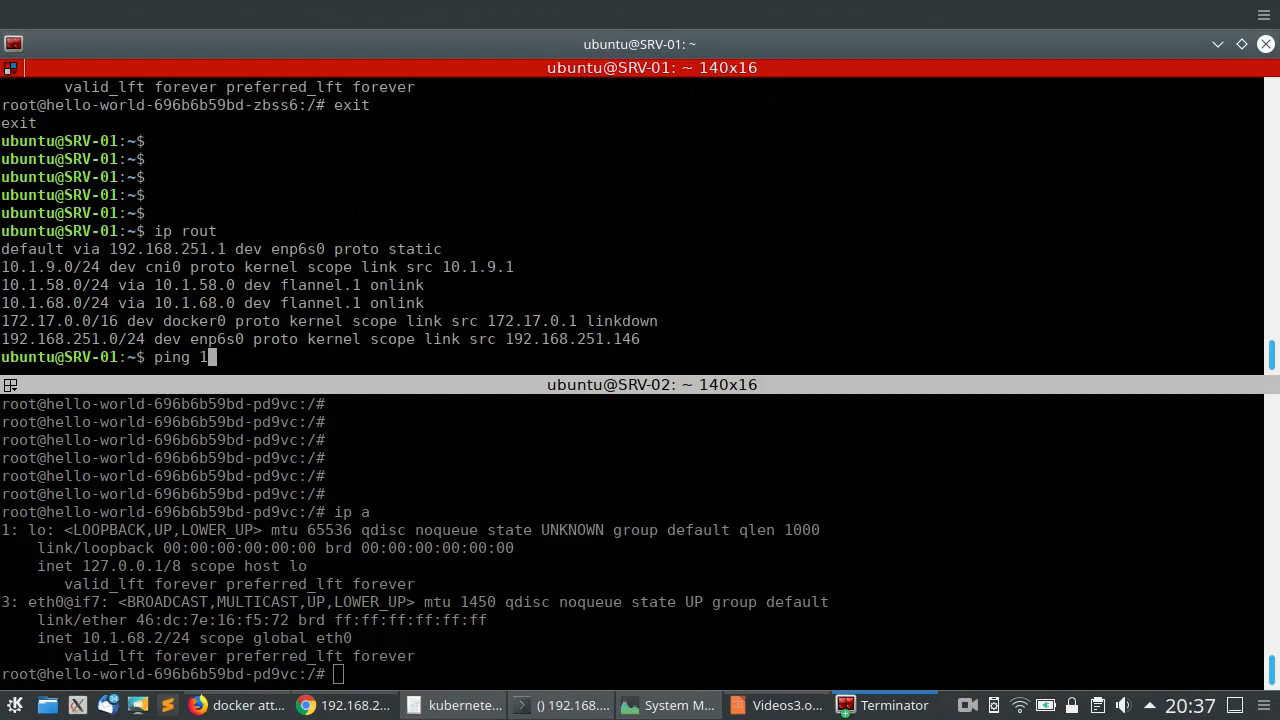 ubuntu@SRV-01: ~
ubuntu@SRV-01: ~ 140x16
valid_lft forever preferred_lft forever
root@hello-world-696b6b59bd-zbss6:/# exit
exit
ubuntu@SRV-01:~$
ubuntu@SRV-01:~$
ubuntu@SRV-01:~$
ubuntu@SRV-01:~$
ubuntu@SRV-01:~$
ubuntu@SRV-01:~$ ip rout
default via 192.168.251.1 dev enp6s0 proto static
10.1.9.0/24 dev cni0 proto kernel scope link src 10.1.9.1
10.1.58.0/24 via 10.1.58.0 dev flannel.1 onlink
10.1.68.0/24 via 10.1.68.0 dev flannel.1 onlink
172.17.0.0/16 dev docker0 proto kernel scope link src 172.17.0.1 linkdown
192.168.251.0/24 dev enp6s0 proto kernel scope link src 192.168.251.146
ubuntu@SRV-01:~$ ping 1
ubuntu@SRV-02: ~ 140x16
root@hello-world-696b6b59bd-pd9vc:/#
root@hello-world-696b6b59bd-pd9vc:/#
root@hello-world-696b6b59bd-pd9vc:/#
root@hello-world-696b6b59bd-pd9vc:/#
root@hello-world-696b6b59bd-pd9vc:/#
root@hello-world-696b6b59bd-pd9vc:/#
root@hello-world-696b6b59bd-pd9vc:/# ip a
1: lo: <LOOPBACK,UP,LOWER_UP> mtu 65536 qdisc noqueue state UNKNOWN group default qlen 1000
link/loopback 00:00:00:00:00:00 brd 00:00:00:00:00:00
inet 127.0.0.1/8 scope host lo
valid_lft forever preferred_lft forever
3: eth0@if7: <BROADCAST,MULTICAST,UP,LOWER_UP> mtu 1450 qdisc noqueue state UP group default
link/ether 46:dc:7e:16:f5:72 brd ff:ff:ff:ff:ff:ff
inet 10.1.68.2/24 scope global eth0
valid_lft forever preferred_lft forever
root@hello-world-696b6b59bd-pd9vc:/#
docker att... 192.168.2... kubernete... () 192.168.... System M... Videos3.o... Terminator 20:37